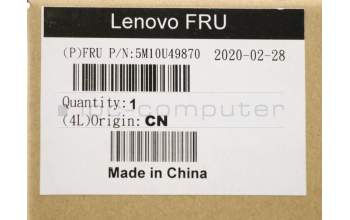 Lenovo FRU
(P)FRU P/N:5M10U49870 2020-02-28
Quantity:1
(4L)Origin:CN
Made in China